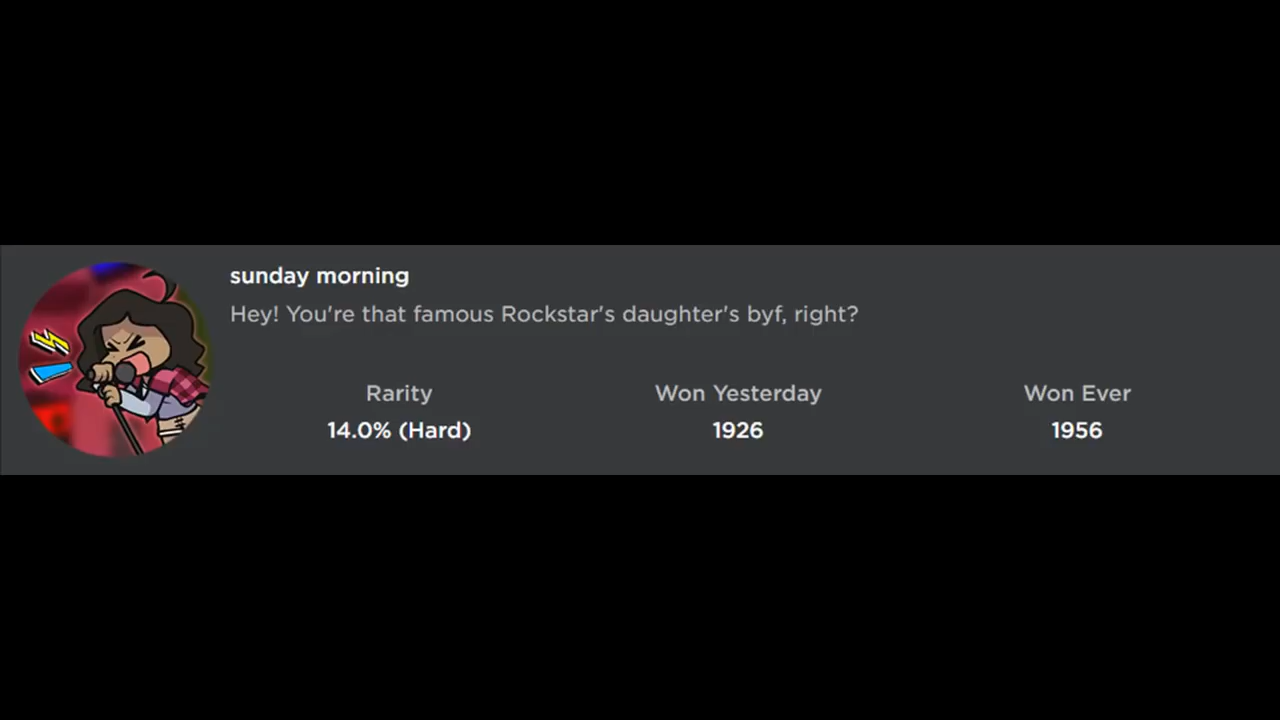 sunday morning
Hey! You're that famous Rockstar's daughter's byf, right?
Rarity Won Yesterday Won Ever
14.0% (Hard) 1926 1956